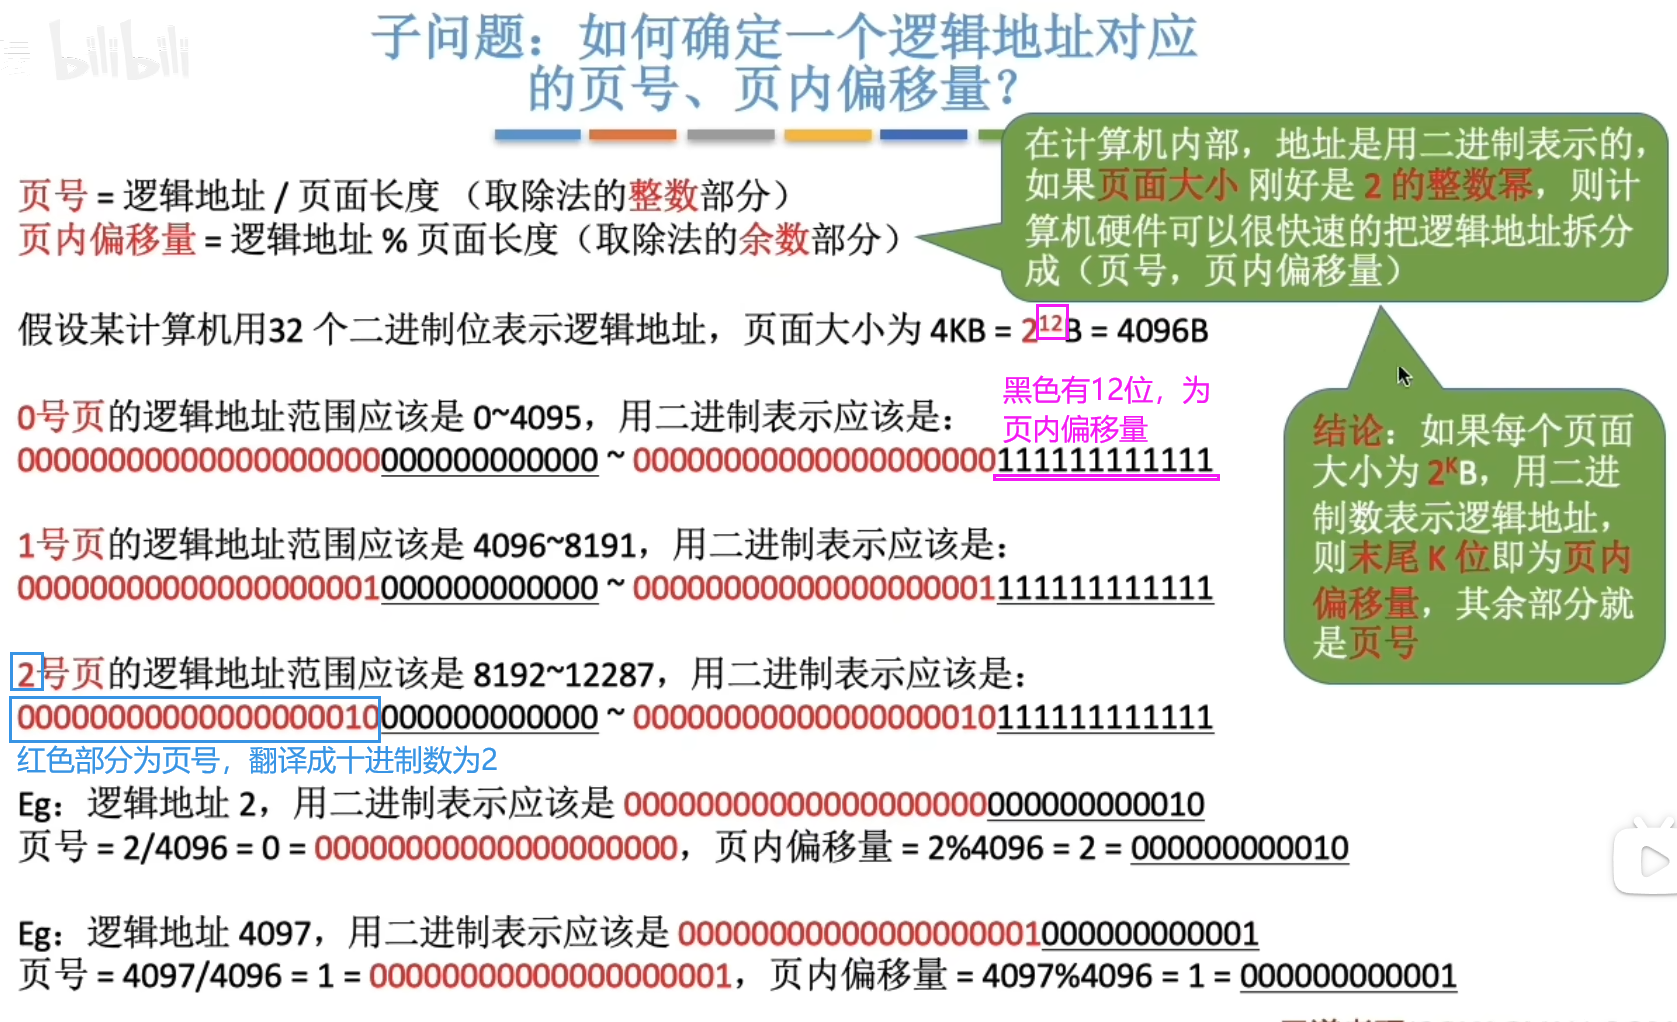 bilibili
子问题：如何确定一个逻辑地址对应
的页号、页内偏移量？
在计算机内部，地址是用二进制表示的，
如果页面大小 刚好是 2 的整数幂，则计
算机硬件可以很快速的把逻辑地址拆分
成（页号，页内偏移量）
页号 = 逻辑地址 / 页面长度 （取除法的整数部分）
页内偏移量 = 逻辑地址 % 页面长度（取除法的余数部分）
假设某计算机用32 个二进制位表示逻辑地址，页面大小为 4KB = 2¹²B = 4096B
黑色有12位，为
页内偏移量
0号页的逻辑地址范围应该是 0~4095，用二进制表示应该是：
00000000000000000000000000000000 ~ 00000000000000000000111111111111
1号页的逻辑地址范围应该是 4096~8191，用二进制表示应该是：
00000000000000000001000000000000 ~ 00000000000000000001111111111111
结论：如果每个页面
大小为 2ᴷB，用二进
制数表示逻辑地址，
则末尾 K 位即为页内
偏移量，其余部分就
是页号
2号页的逻辑地址范围应该是 8192~12287，用二进制表示应该是：
00000000000000000010000000000000 ~ 00000000000000000010111111111111
红色部分为页号，翻译成十进制数为2
Eg：逻辑地址 2，用二进制表示应该是 00000000000000000000000000000010
页号 = 2/4096 = 0 = 00000000000000000000，页内偏移量 = 2%4096 = 2 = 000000000010
Eg：逻辑地址 4097，用二进制表示应该是 00000000000000000001000000000001
页号 = 4097/4096 = 1 = 00000000000000000001，页内偏移量 = 4097%4096 = 1 = 000000000001